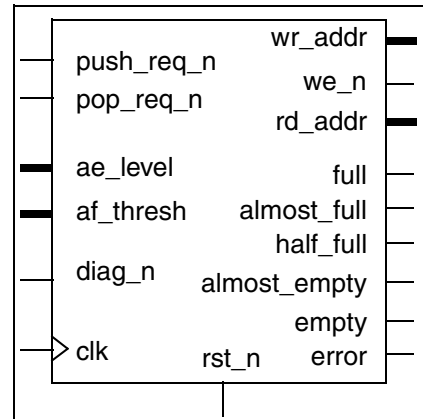 wr_addr
push_req_n
we_n
pop_req_n
rd_addr
ae_level
full
af_thresh
almost_full
half_full
diag_n
almost_empty
empty
clk
rst_n
error